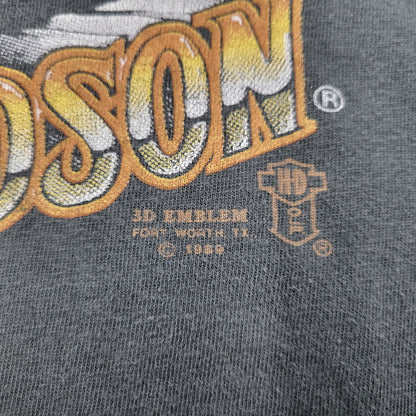 DSON ®
3D EMBLEM
FORT WORTH, TX
© 1989
®